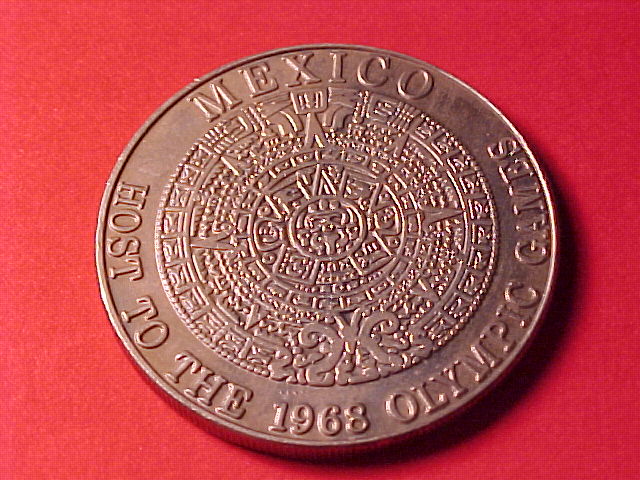 MEXICO
HOST TO THE 1968 OLYMPIC GAMES